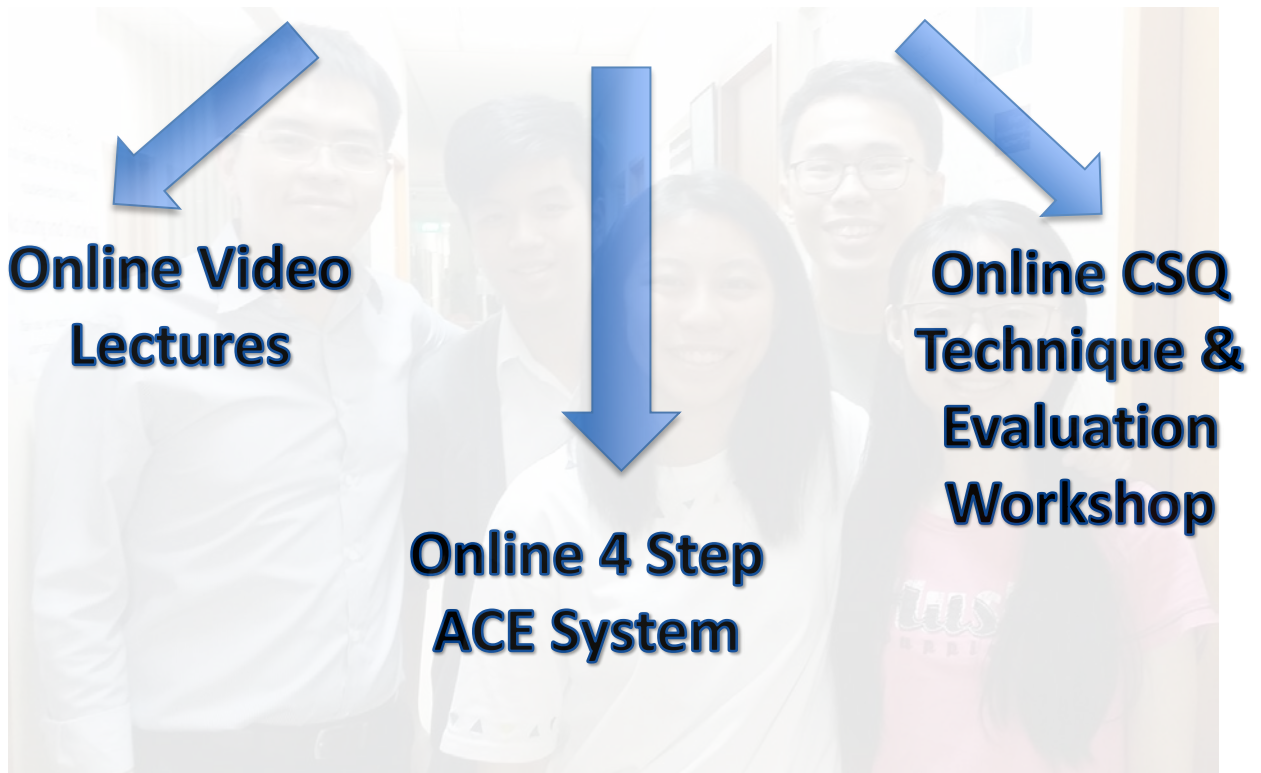 Online Video
Lectures
Online 4 Step
ACE System
Online CSQ
Technique &
Evaluation
Workshop